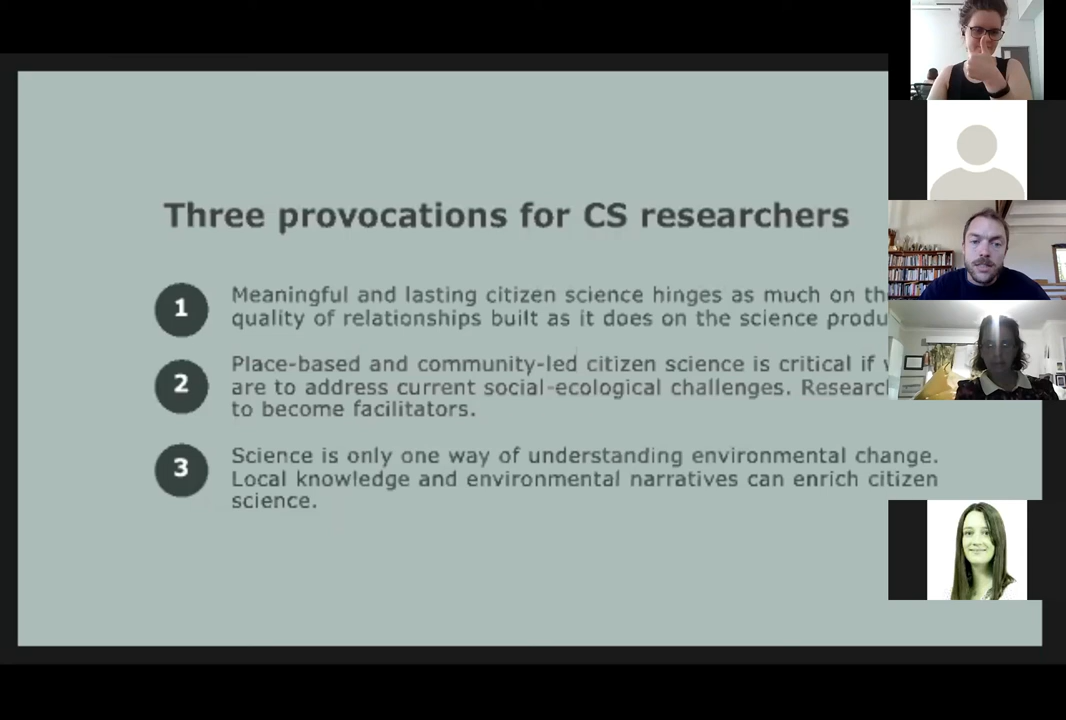 Three provocations for CS researchers
1
Meaningful and lasting citizen science hinges as much on
quality of relationships built as it does on the science
2
Place-based and community-led citizen science is critical if
are to address current social-ecological challenges.
to become facilitators.
3
Science is only one way of understanding environmental change.
Local knowledge and environmental narratives can enrich citizen
science.